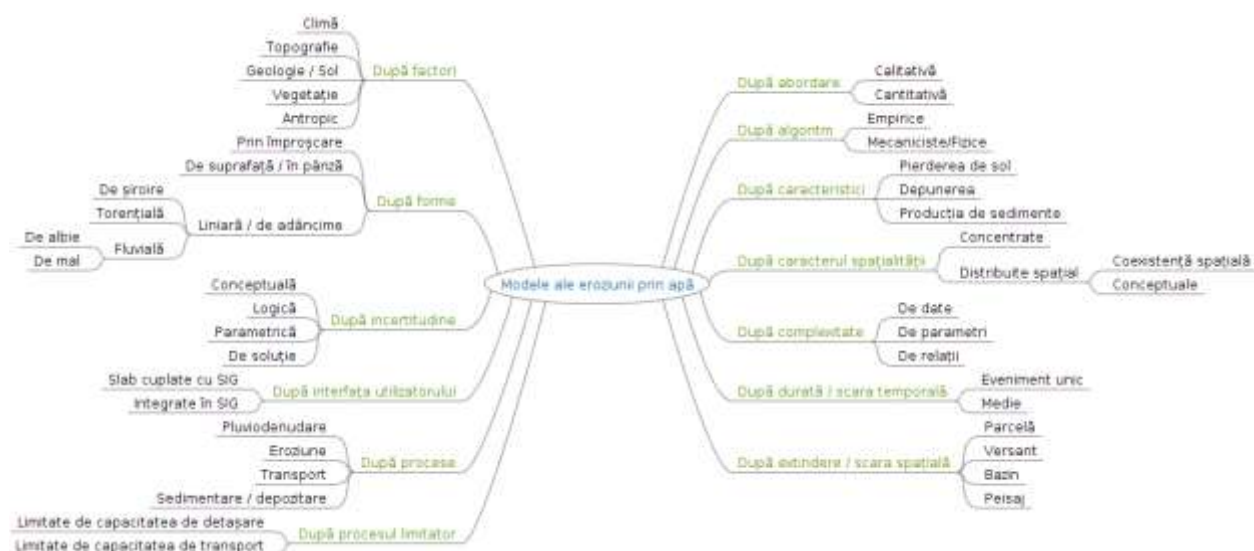 Climă
Topografie
Geologie / Sol
Vegetație
Antropic
După factori
Prin împroșcare
De suprafață / în pânză
De șiroire
Torențială
De albie
De mal
Fluvială
Liniară / de adâncime
După forme
Conceptuală
Logică
Parametrică
De soluție
După incertitudine
Slab cuplate cu SIG
Integrate în SIG
După interfața utilizatorului
Pluviodenudare
Eroziune
Transport
Sedimentare / depozitare
După procese
Limitate de capacitatea de detașare
Limitate de capacitatea de transport
După procesul limitator
Modele ale eroziunii prin apă
După abordare
Calitativă
Cantitativă
După algoritm
Empirice
Mecaniciste/Fizice
După caracteristici
Pierderea de sol
Depunerea
Producția de sedimente
După caracterul spațialității
Concentrate
Distribuite spațial
Coexistență spațială
Conceptuale
După complexitate
De date
De parametri
De relații
După durată / scara temporală
Eveniment unic
Medie
După extindere / scara spațială
Parcelă
Versant
Bazin
Peisaj